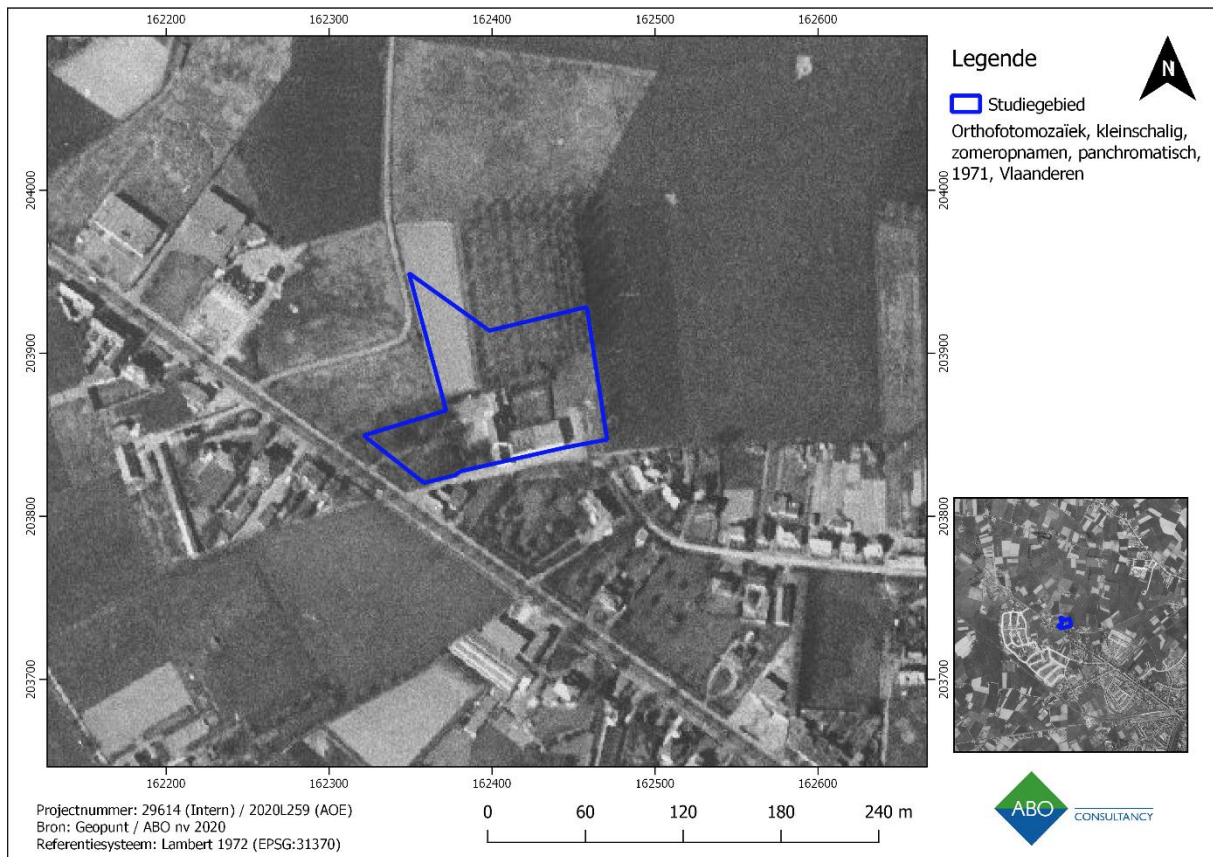 162200 162300 162400 162500 162600
204000
203900
203800
203700
204000
203900
203800
203700
162200 162300 162400 162500 162600
Legende
N
Studiegebied
Orthofotomozaïek, kleinschalig,
zomeropnamen, panchromatisch,
1971, Vlaanderen
Projectnummer: 29614 (Intern) / 2020L259 (AOE)
Bron: Geopunt / ABO nv 2020
Referentiesysteem: Lambert 1972 (EPSG:31370)
0 60 120 180 240 m
ABO
CONSULTANCY